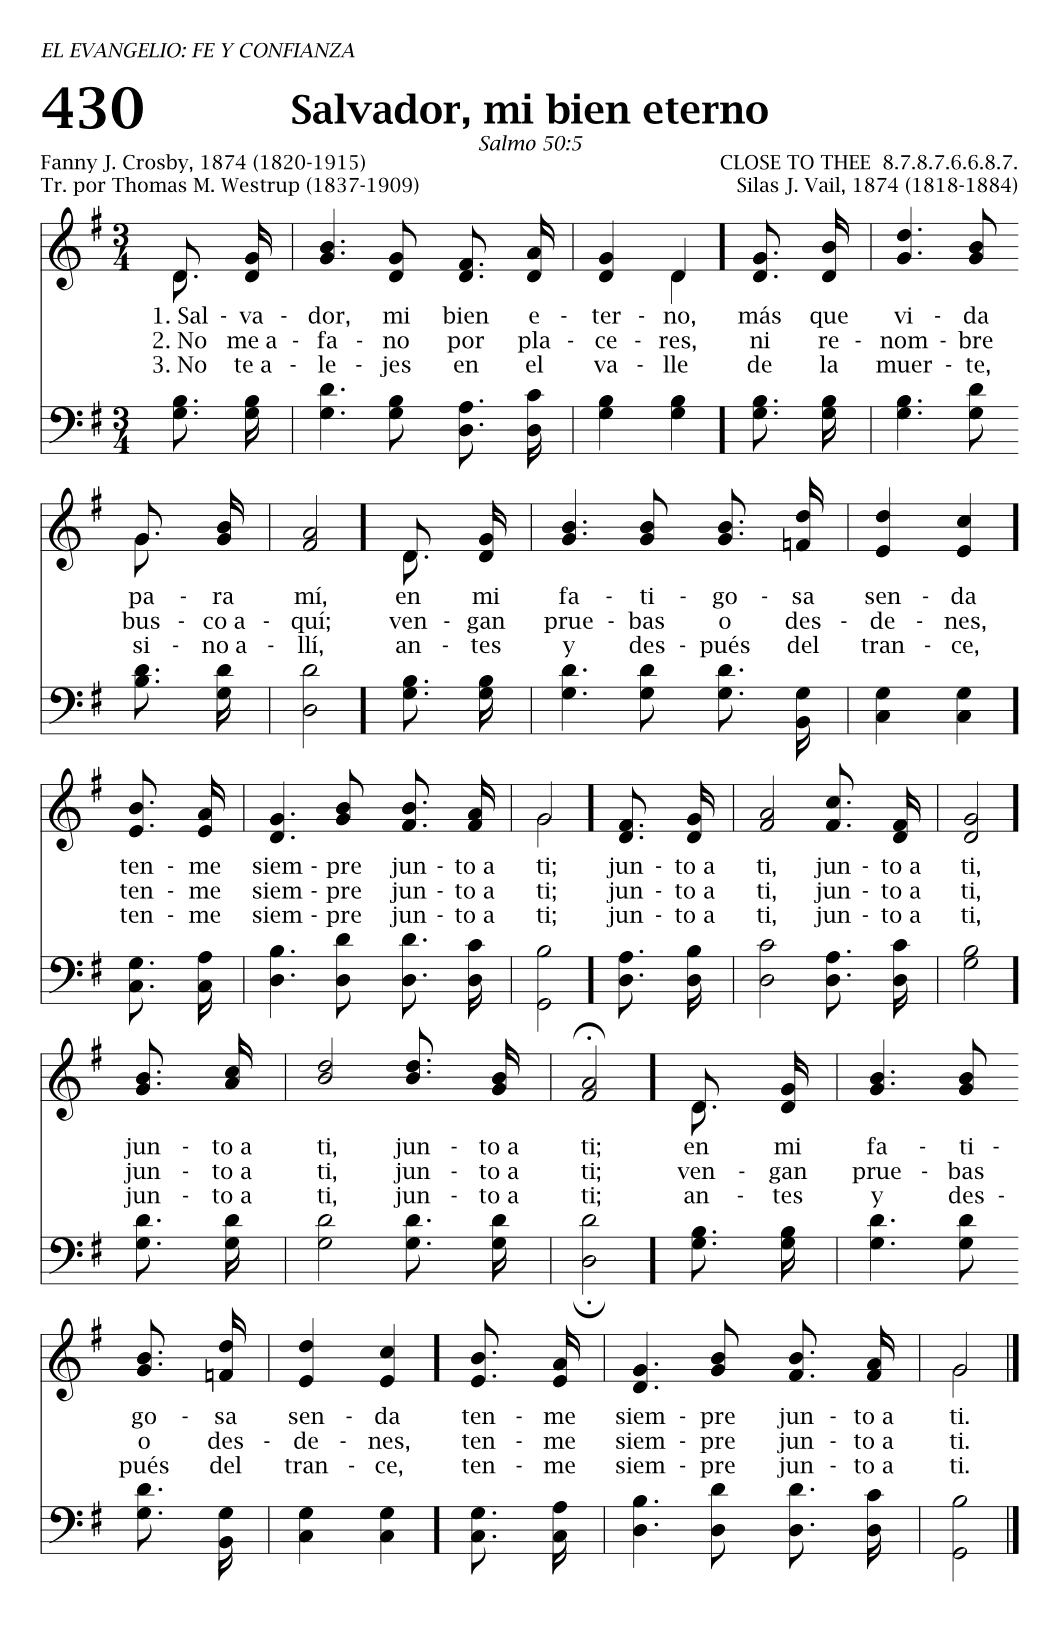 EL EVANGELIO: FE Y CONFIANZA
430 Salvador, mi bien eterno
Salmo 50:5
Fanny J. Crosby, 1874 (1820-1915) CLOSE TO THEE 8.7.8.7.6.6.8.7.
Tr. por Thomas M. Westrup (1837-1909) Silas J. Vail, 1874 (1818-1884)
3 4
1. Sal - va - dor, mi bien e - ter - no, más que vi - da
2. No me a - fa - no por pla - ce - res, ni re - nom - bre
3. No te a - le - jes en el va - lle de la muer - te,
3 4
pa - ra mí, en mi fa - ti - go - sa sen - da
bus - co a - quí; ven - gan prue - bas o des - de - nes,
si - no a - llí, an - tes y des - pués del tran - ce,
ten - me siem - pre jun - to a ti; jun - to a ti, jun - to a ti,
ten - me siem - pre jun - to a ti; jun - to a ti, jun - to a ti,
ten - me siem - pre jun - to a ti; jun - to a ti, jun - to a ti,
jun - to a ti, jun - to a ti; en mi fa - ti -
jun - to a ti, jun - to a ti; ven - gan prue - bas
jun - to a ti, jun - to a ti; an - tes y des -
go - sa sen - da ten - me siem - pre jun - to a ti.
o des - de - nes, ten - me siem - pre jun - to a ti.
pués del tran - ce, ten - me siem - pre jun - to a ti.